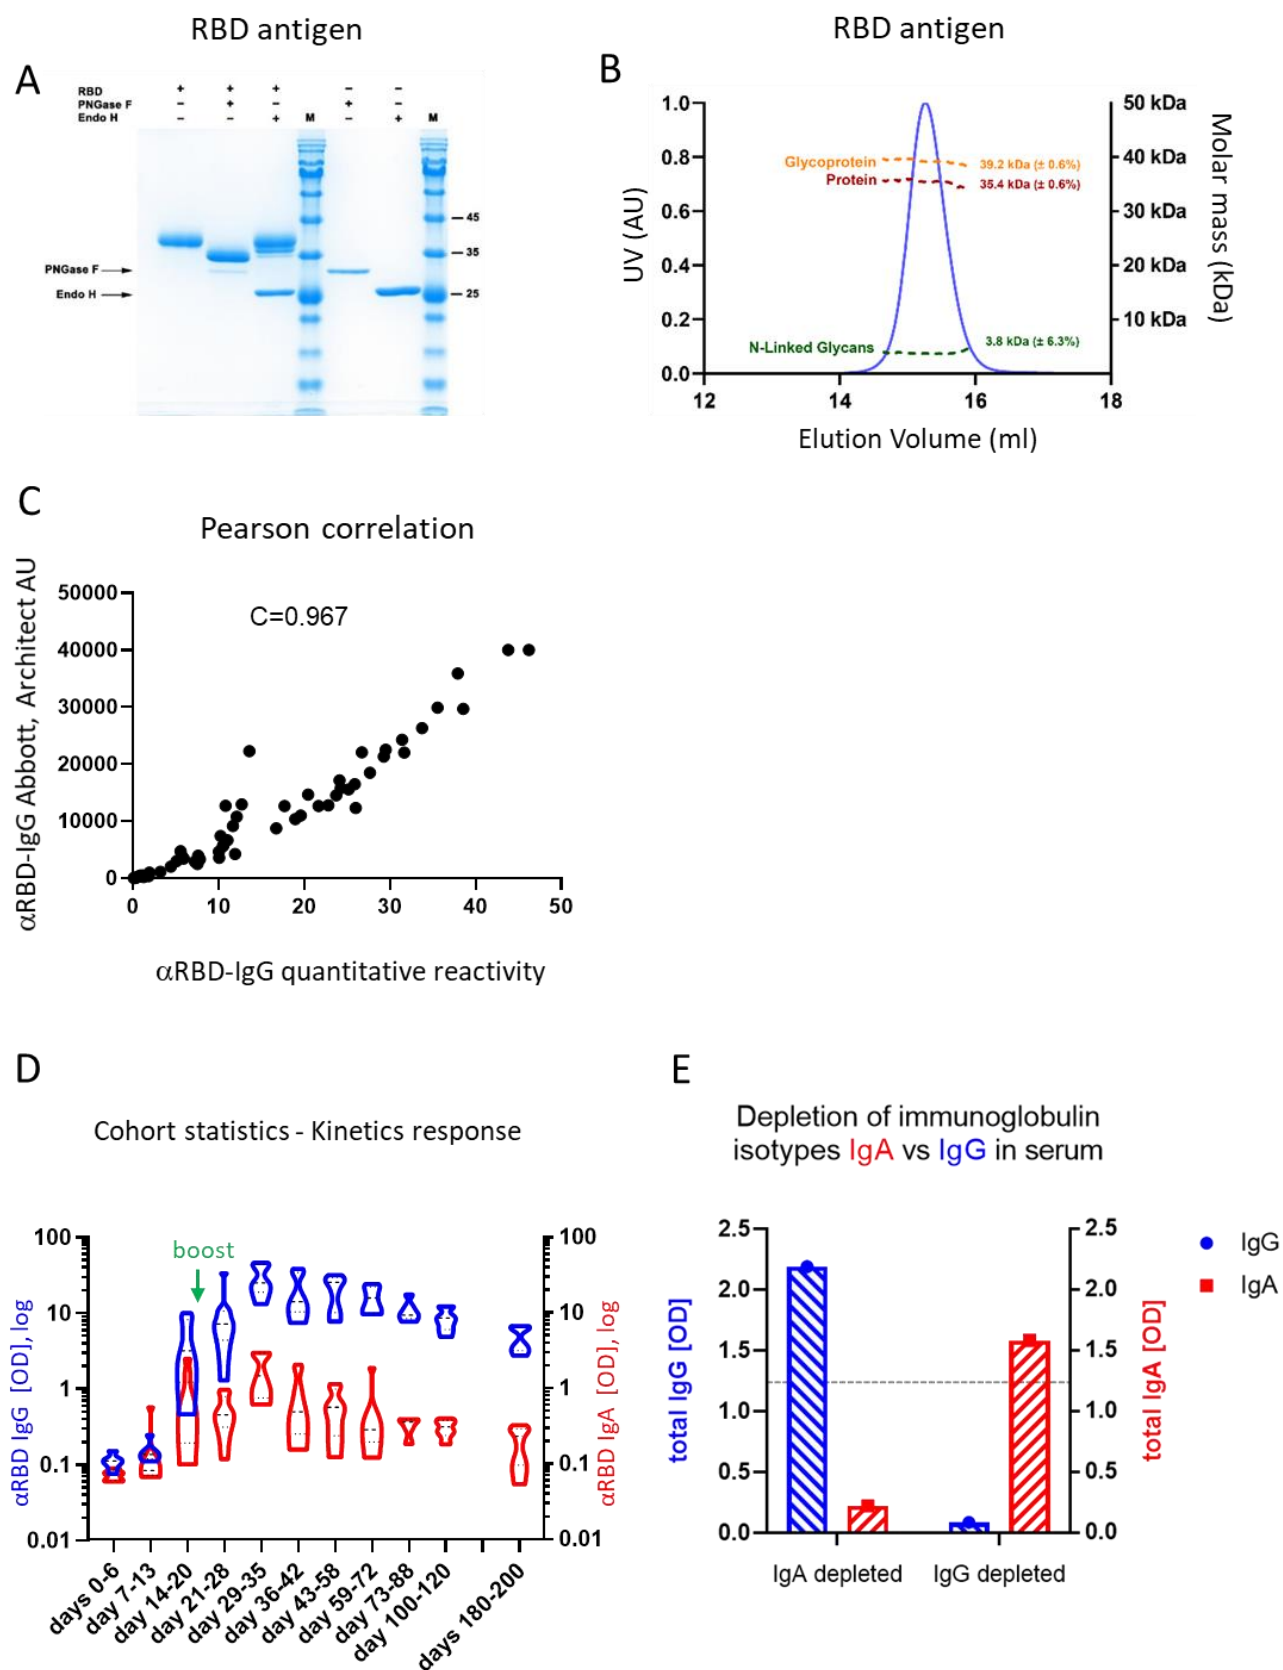 RBD antigen
RBD antigen
A
RBD + + + – –
PNGase F – + – + –
Endo H – – + M – + M
45
35
25
PNGase F
Endo H
B
1.0
0.8
0.6
0.4
0.2
0.0
UV (AU)
50 kDa
40 kDa
30 kDa
20 kDa
10 kDa
Molar mass (kDa)
Glycoprotein
39.2 kDa (± 0.6%)
Protein
35.4 kDa (± 0.6%)
N-Linked Glycans
3.8 kDa (± 6.3%)
12 14 16 18
Elution Volume (ml)
C
Pearson correlation
C=0.967
αRBD-IgG Abbott, Architect AU
50000
40000
30000
20000
10000
0
0 10 20 30 40 50
αRBD-IgG quantitative reactivity
D
Cohort statistics - Kinetics response
αRBD IgG [OD], log
100
10
1
0.1
0.01
boost
100
10
1
0.1
0.01
αRBD IgA [OD], log
days 0-6
day 7-13
day 14-20
day 21-28
day 29-35
day 36-42
day 43-58
day 59-72
day 73-88
day 100-120
days 180-200
E
Depletion of immunoglobulin
isotypes IgA vs IgG in serum
total IgG [OD]
2.5
2.0
1.5
1.0
0.5
0.0
2.5
2.0
1.5
1.0
0.5
0.0
total IgA [OD]
IgG
IgA
IgA depleted IgG depleted